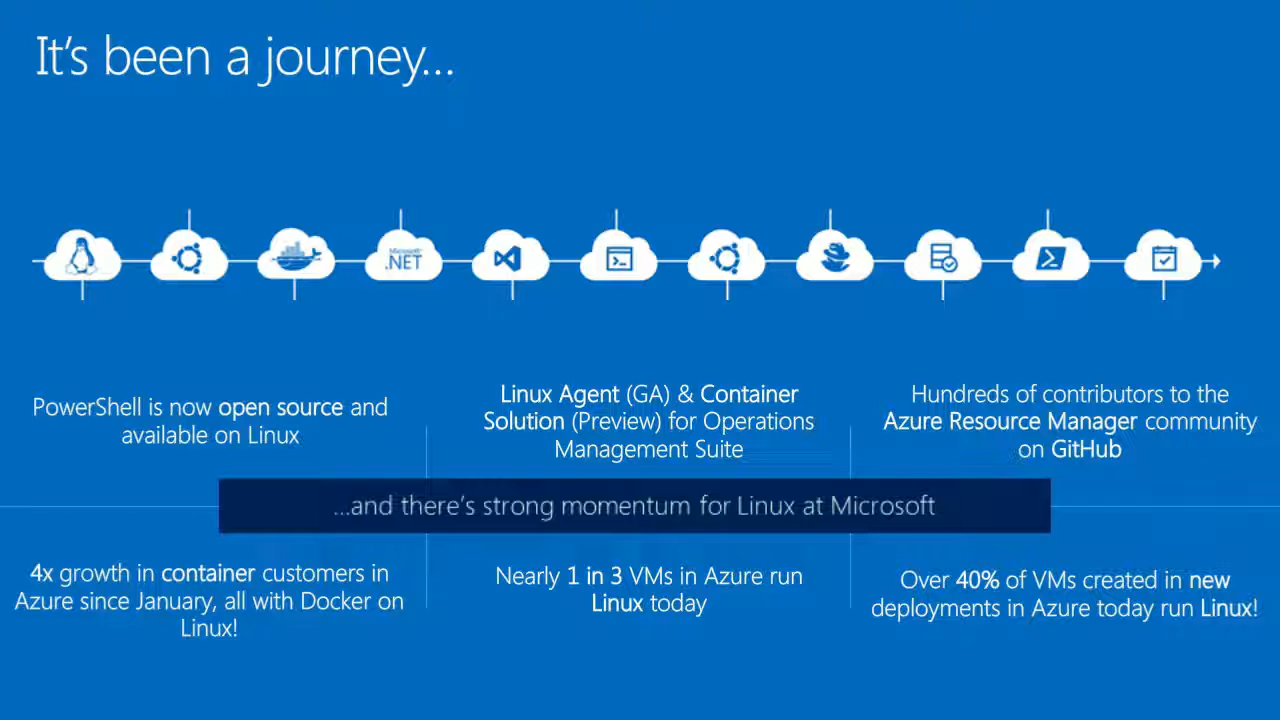 It's been a journey...
Microsoft
.NET
PowerShell is now open source and
available on Linux
Linux Agent (GA) & Container
Solution (Preview) for Operations
Management Suite
Hundreds of contributors to the
Azure Resource Manager community
on GitHub
...and there's strong momentum for Linux at Microsoft
4x growth in container customers in
Azure since January, all with Docker on
Linux!
Nearly 1 in 3 VMs in Azure run
Linux today
Over 40% of VMs created in new
deployments in Azure today run Linux!